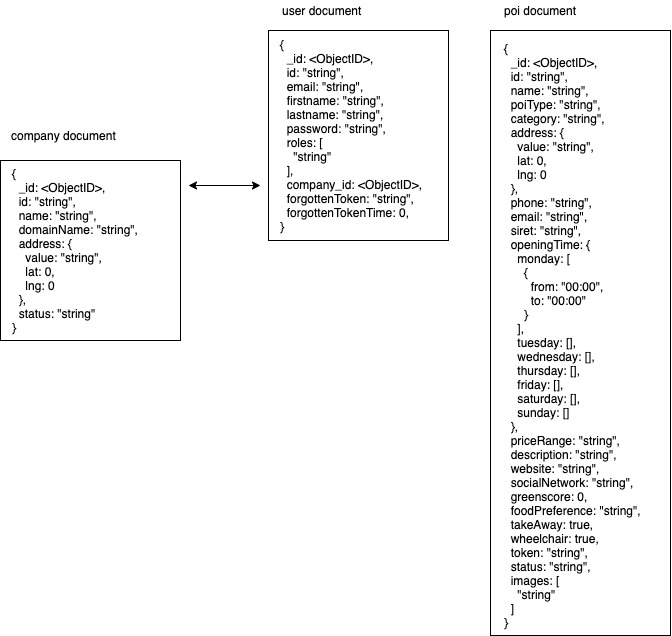 company document
{
_id: <ObjectID>,
id: "string",
name: "string",
domainName: "string",
address: {
value: "string",
lat: 0,
lng: 0
},
status: "string"
}
user document
{
_id: <ObjectID>,
id: "string",
email: "string",
firstname: "string",
lastname: "string",
password: "string",
roles: [
"string"
],
company_id: <ObjectID>,
forgottenToken: "string",
forgottenTokenTime: 0,
}
poi document
{
_id: <ObjectID>,
id: "string",
name: "string",
poiType: "string",
category: "string",
address: {
value: "string",
lat: 0,
lng: 0
},
phone: "string",
email: "string",
siret: "string",
openingTime: {
monday: [
{
from: "00:00",
to: "00:00"
}
],
tuesday: [],
wednesday: [],
thursday: [],
friday: [],
saturday: [],
sunday: []
},
priceRange: "string",
description: "string",
website: "string",
socialNetwork: "string",
greenscore: 0,
foodPreference: "string",
takeAway: true,
wheelchair: true,
token: "string",
status: "string",
images: [
"string"
]
}